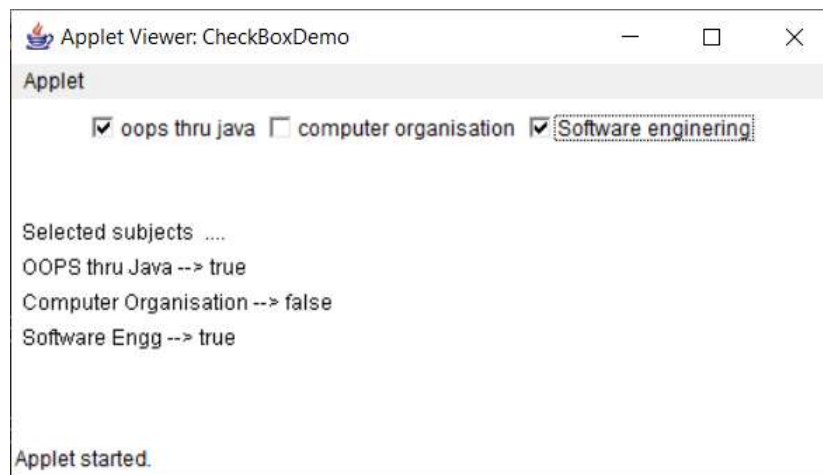 Applet Viewer: CheckBoxDemo
Applet
oops thru java computer organisation Software enginering
Selected subjects ....
OOPS thru Java --> true
Computer Organisation --> false
Software Engg --> true
Applet started.